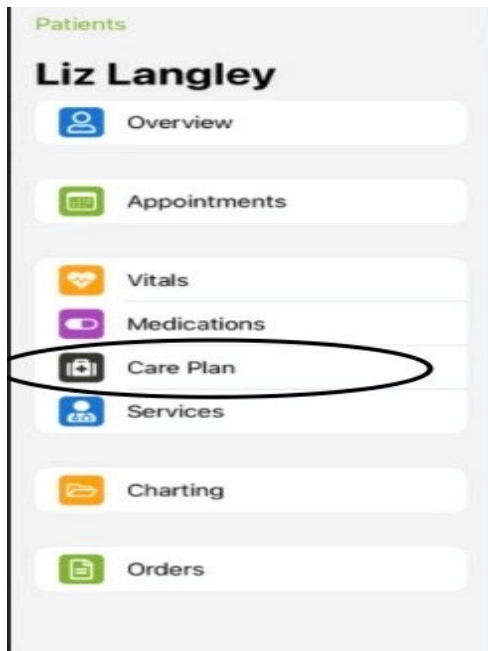 Patients
Liz Langley
Overview
Appointments
Vitals
Medications
Care Plan
Services
Charting
Orders